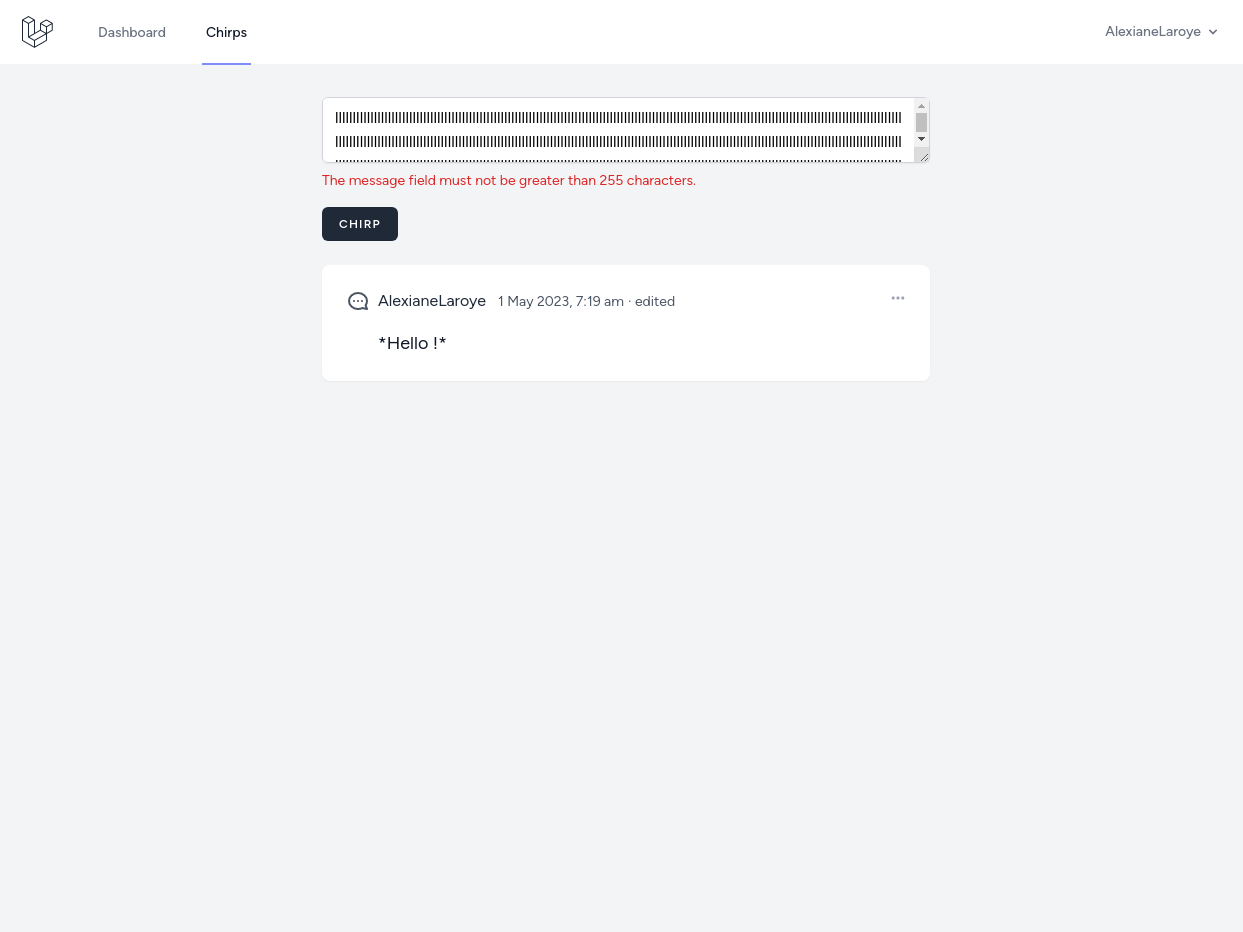 Dashboard
Chirps
AlexianeLaroye
The message field must not be greater than 255 characters.
CHIRP
AlexianeLaroye 1 May 2023, 7:19 am · edited
*Hello !*